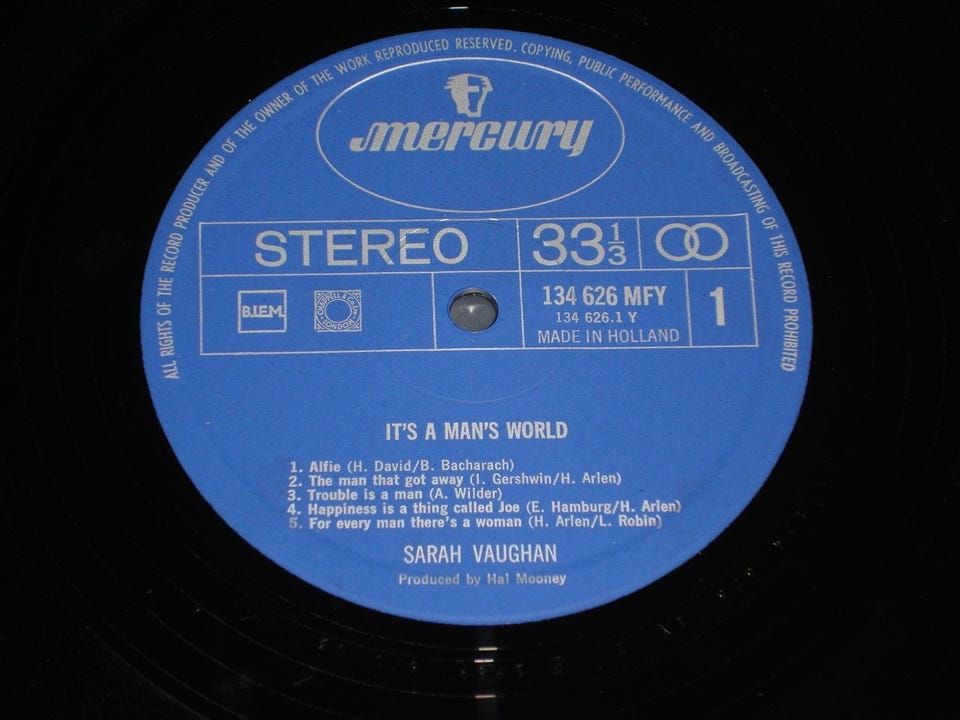 ALL RIGHTS OF THE RECORD PRODUCER AND OF THE OWNER OF THE WORK REPRODUCED RESERVED. COPYING, PUBLIC PERFORMANCE AND BROADCASTING OF THIS RECORD PROHIBITED
mercury
STEREO
33⅓
B.I.E.M.
CHAPPELL & Co. Ltd. LONDON
134 626 MFY
134 626.1 Y
MADE IN HOLLAND
1
IT'S A MAN'S WORLD
1. Alfie (H. David/B. Bacharach)
2. The man that got away (I. Gershwin/H. Arlen)
3. Trouble is a man (A. Wilder)
4. Happiness is a thing called Joe (E. Hamburg/H. Arlen)
5. For every man there's a woman (H. Arlen/L. Robin)
SARAH VAUGHAN
Produced by Hal Mooney